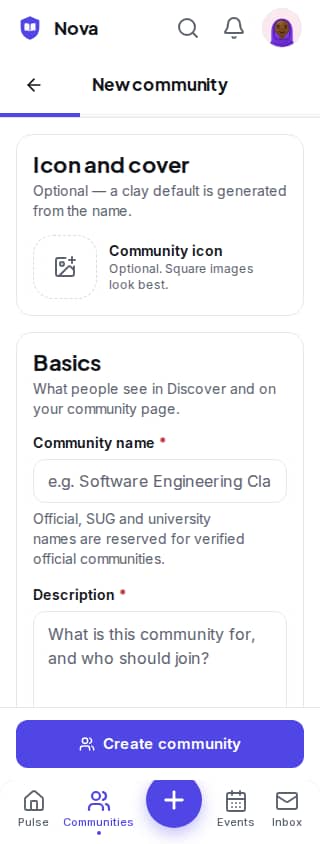 Nova
New community
Icon and cover
Optional — a clay default is generated
from the name.
Community icon
Optional. Square images
look best.
Basics
What people see in Discover and on
your community page.
Community name *
e.g. Software Engineering Cla
Official, SUG and university
names are reserved for verified
official communities.
Description *
What is this community for,
and who should join?
Create community
Pulse
Communities
Events
Inbox